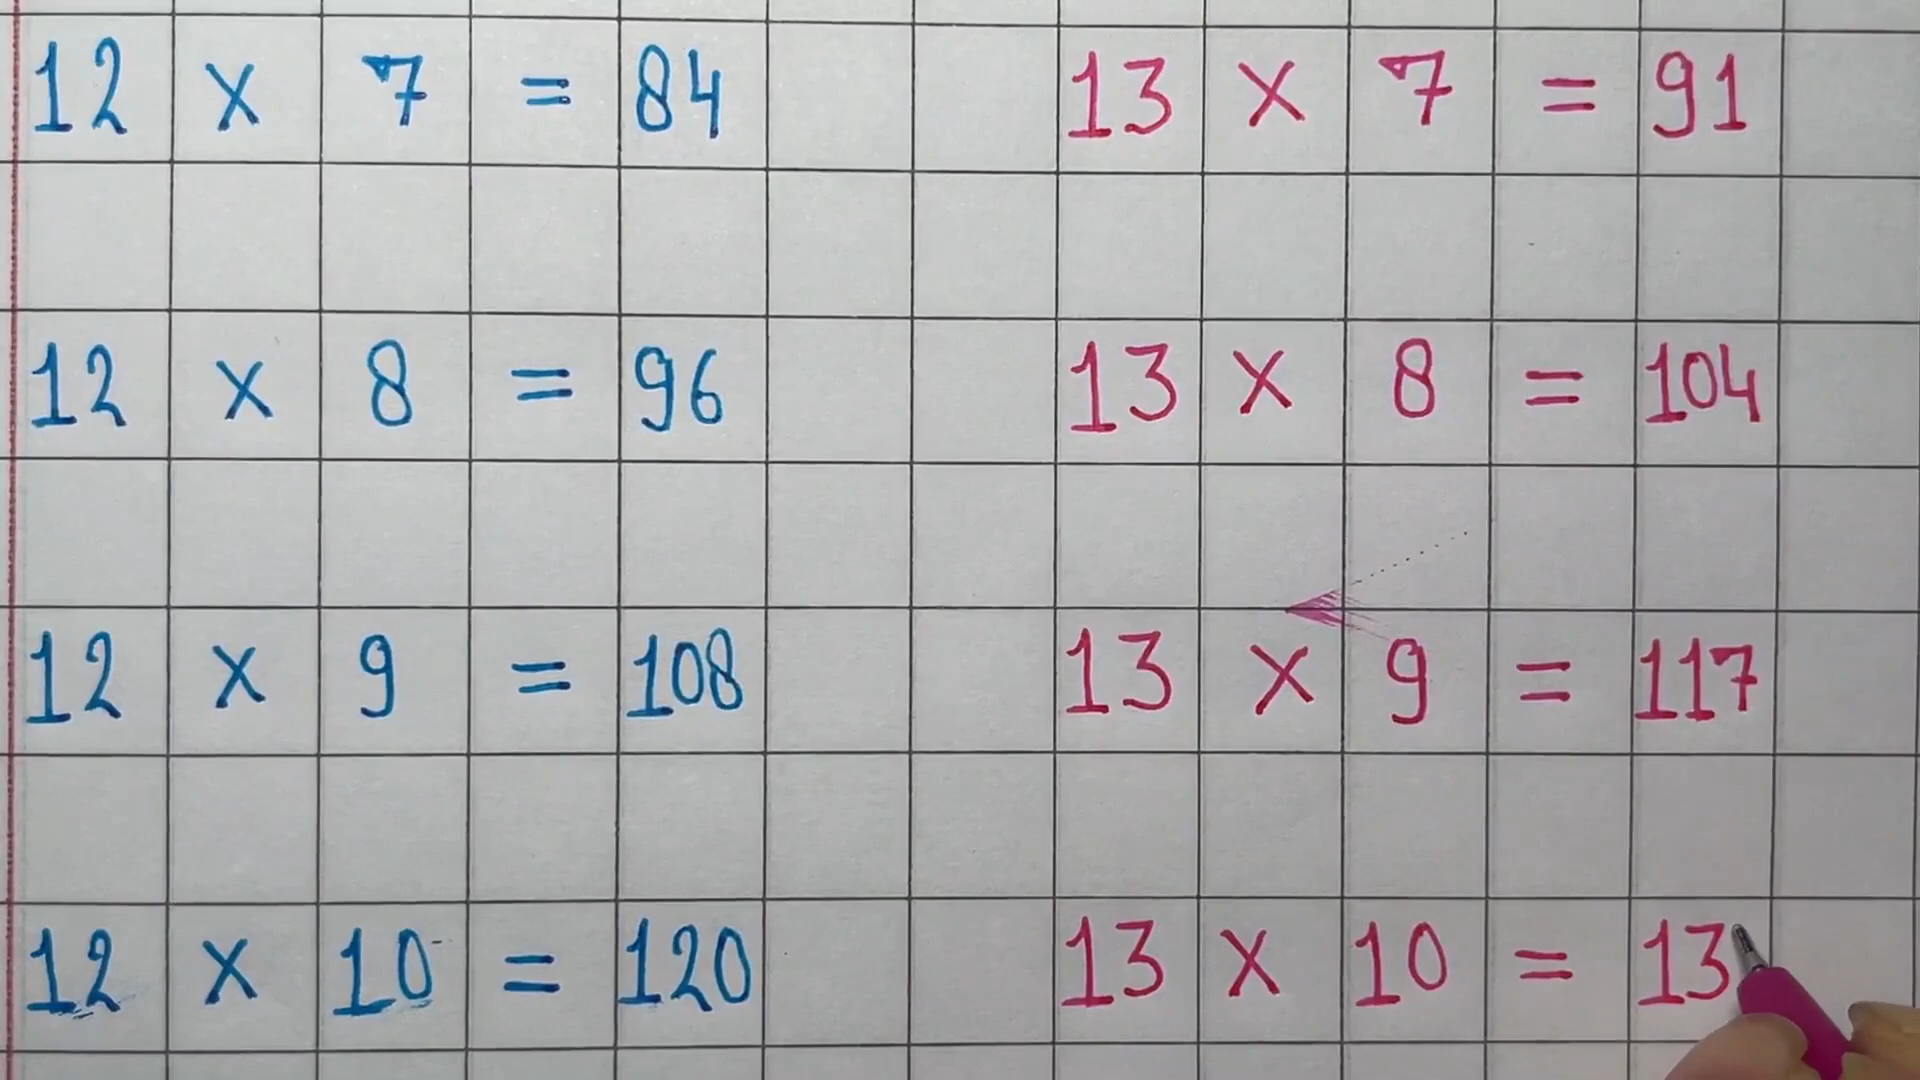 12 x 7 = 84
13 x 7 = 91
12 x 8 = 96
13 x 8 = 104
12 x 9 = 108
13 x 9 = 117
12 x 10 = 120
13 x 10 = 13